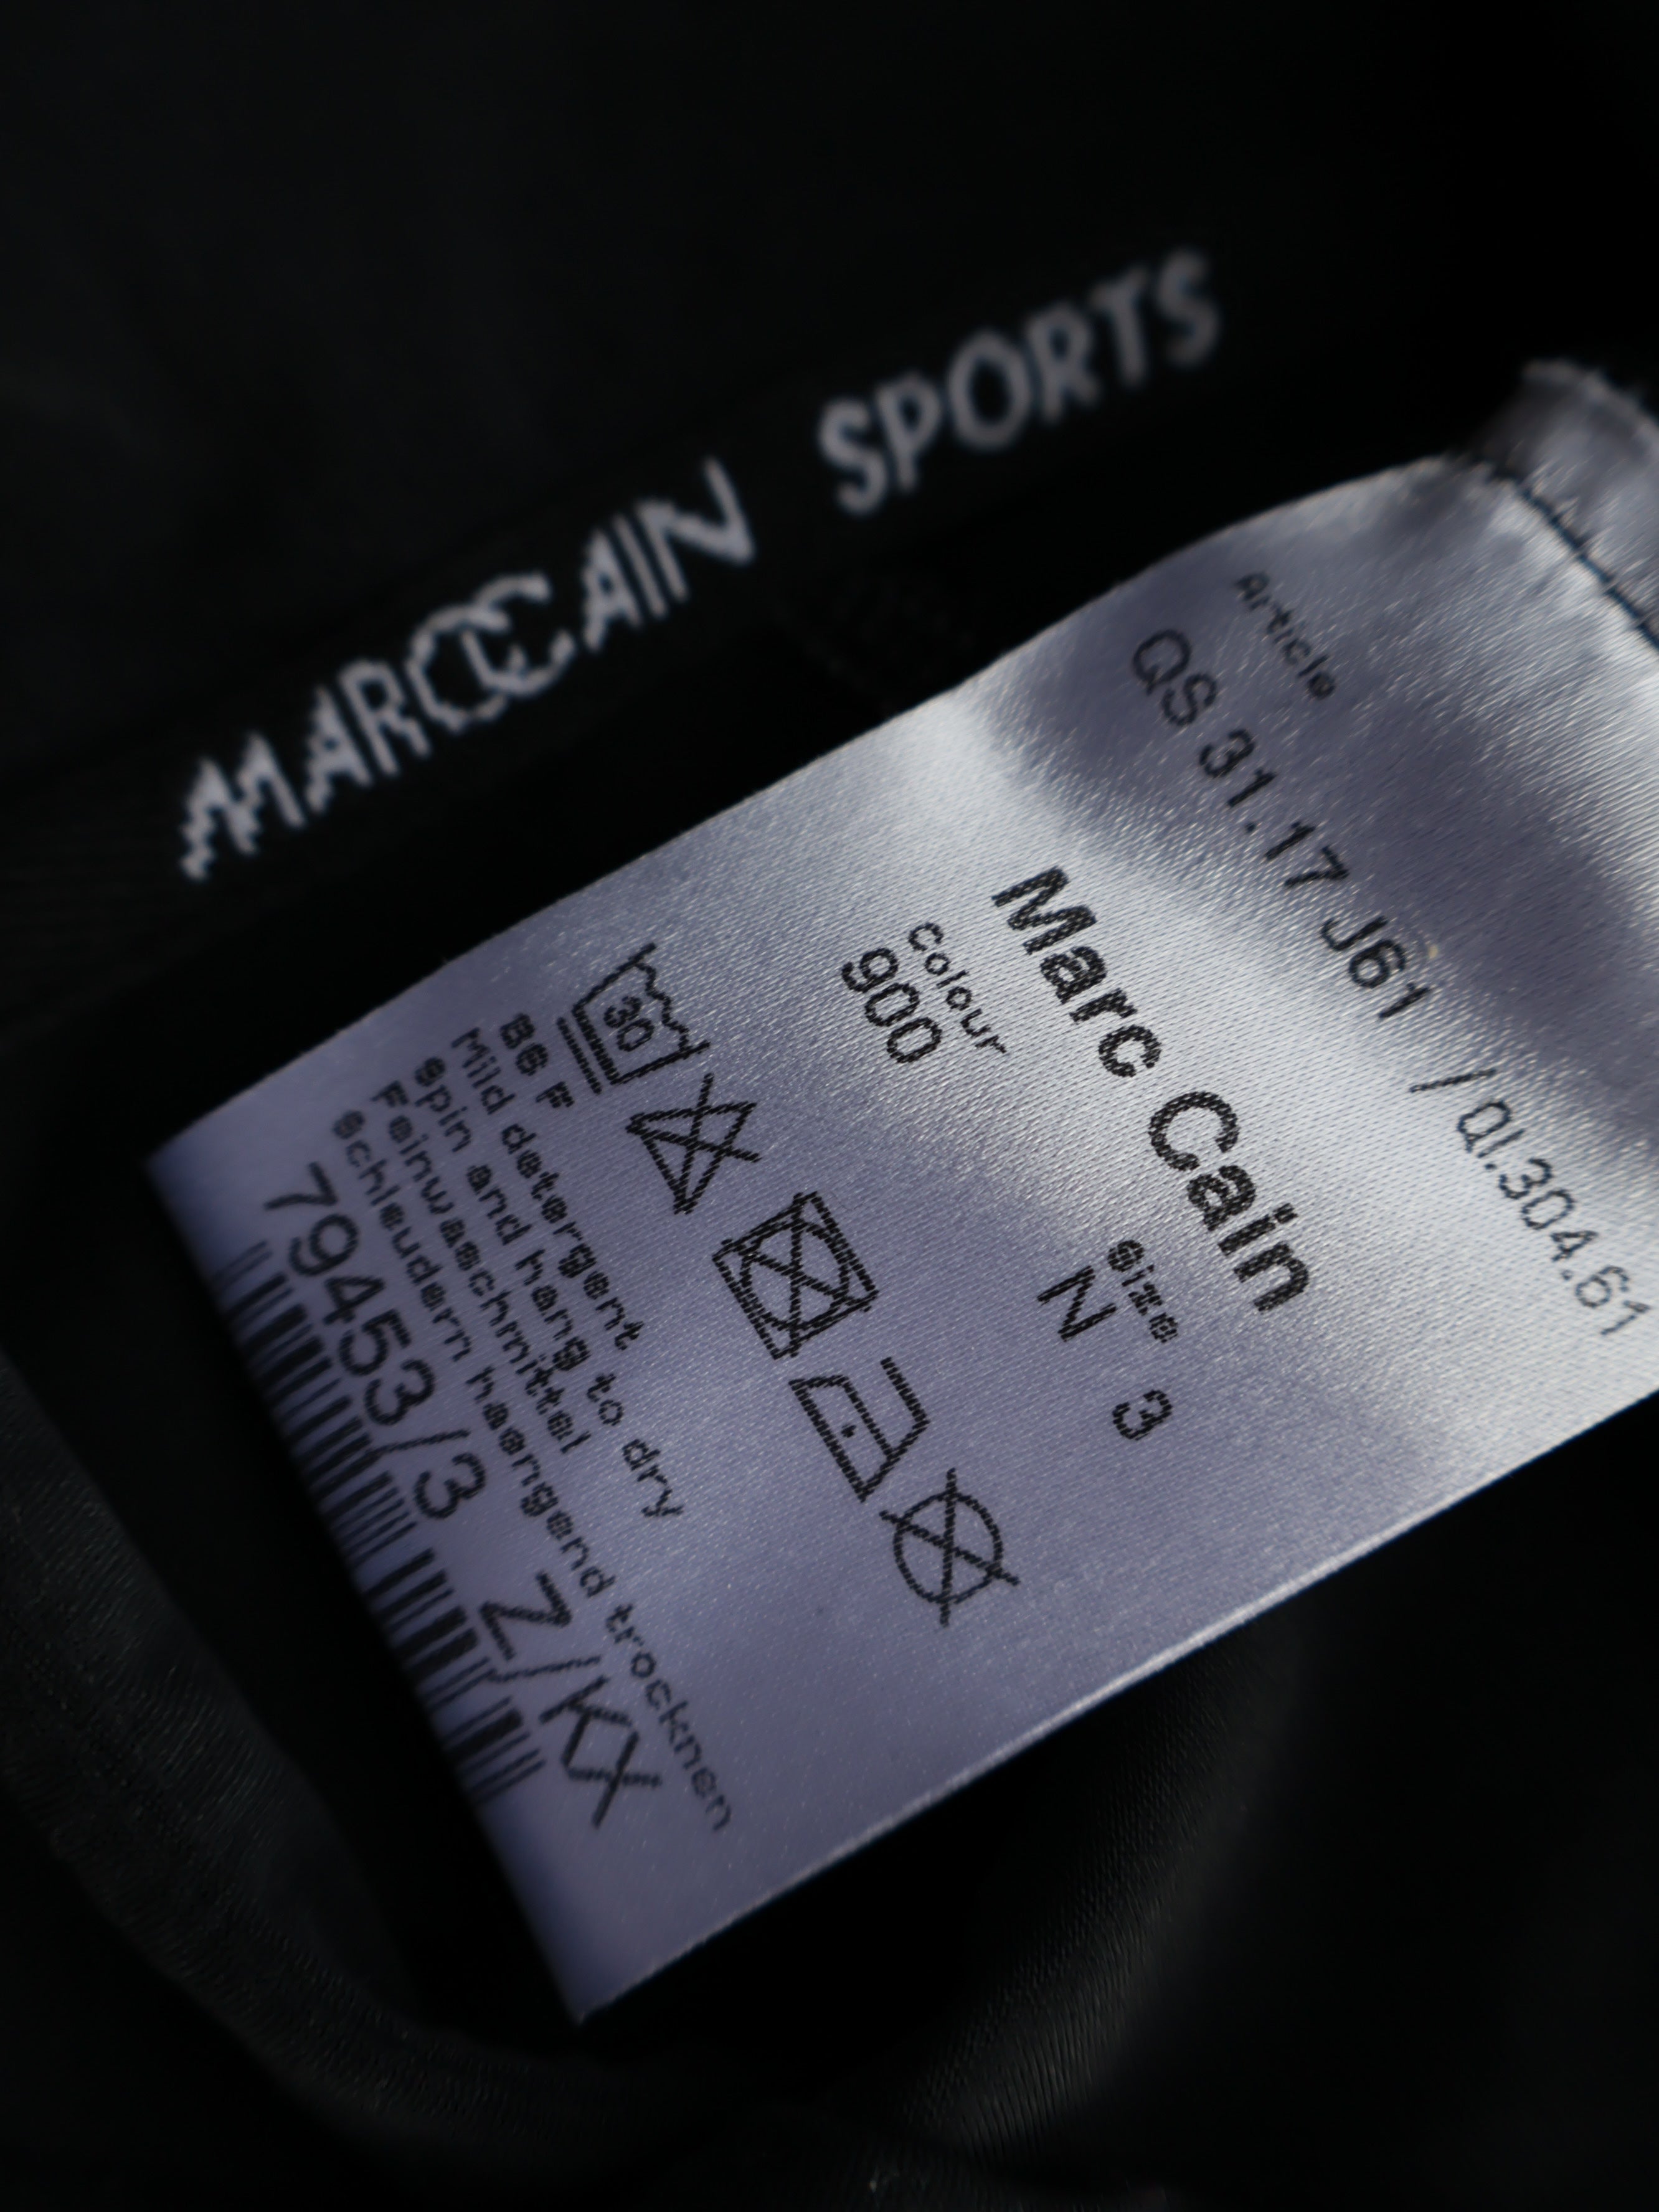 MARCCAIN SPORTS
Article
QS 31.17 J61 / QI.304.61
Marc Cain
colour size
900 N 3
30
B6 F
Mild detergent
spin and hang to dry
Feinwaschmittel
schleudern haengend trocknen
79453/3 Z/KX